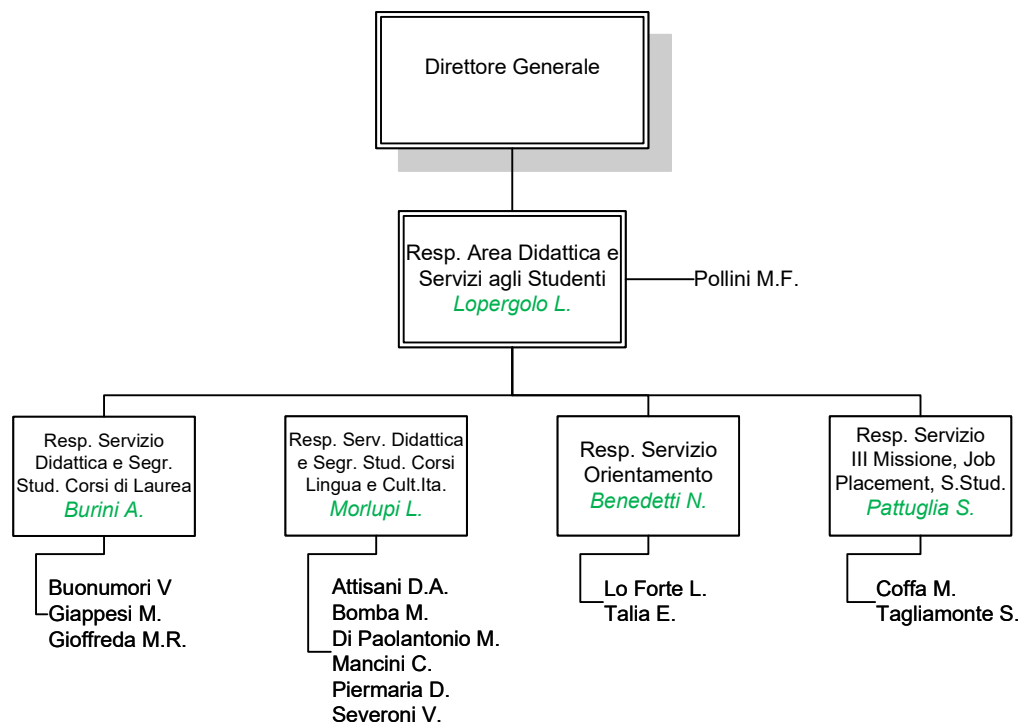 Direttore Generale
Resp. Area Didattica e
Servizi agli Studenti
Lopergolo L.
Pollini M.F.
Resp. Servizio
Didattica e Segr.
Stud. Corsi di Laurea
Burini A.
Resp. Serv. Didattica
e Segr. Stud. Corsi
Lingua e Cult.Ita.
Morlupi L.
Resp. Servizio
Orientamento
Benedetti N.
Resp. Servizio
III Missione, Job
Placement, S.Stud.
Pattuglia S.
Buonumori V
Giappesi M.
Gioffreda M.R.
Attisani D.A.
Bomba M.
Di Paolantonio M.
Mancini C.
Piermaria D.
Severoni V.
Lo Forte L.
Talia E.
Coffa M.
Tagliamonte S.